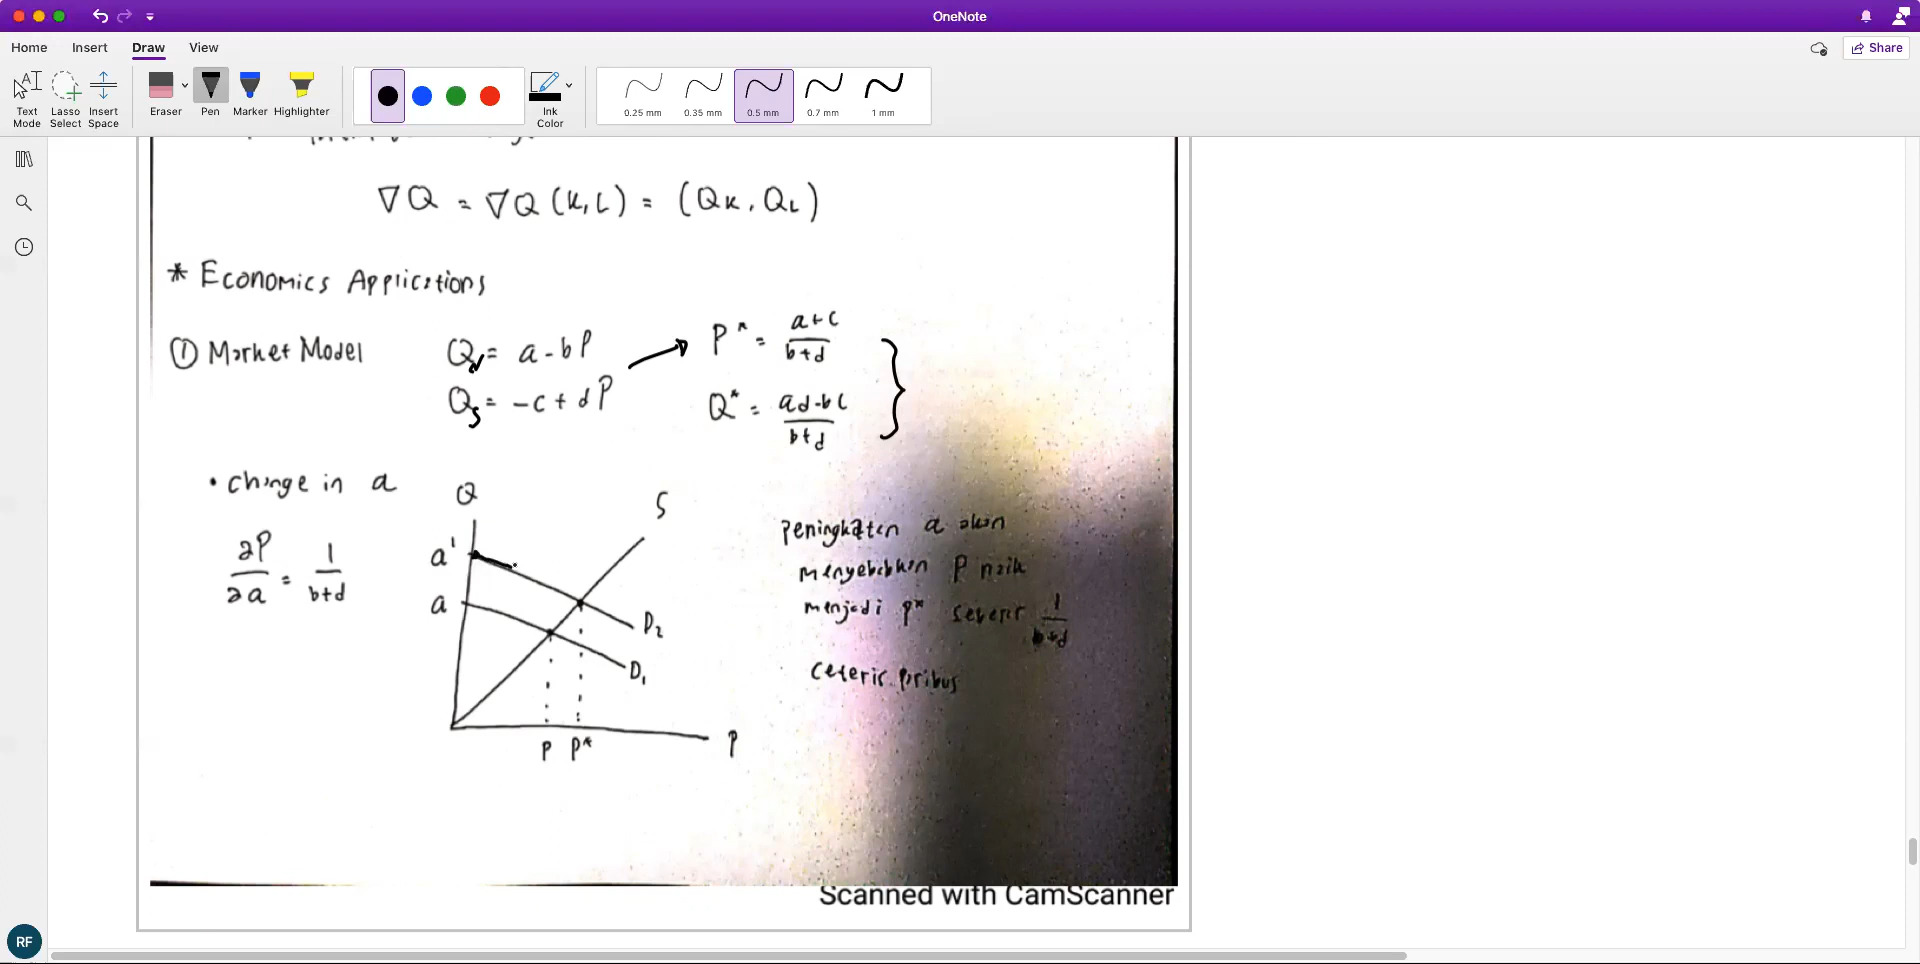 OneNote
Home Insert Draw View
Share
Text Mode
Lasso Select
Insert Space
Eraser
Pen
Marker
Highlighter
Ink Color
0.25 mm
0.35 mm
0.5 mm
0.7 mm
1 mm
∇Q = ∇Q (K, L) = (QK, QL)
* Economics Applications
① Market Model
Qd = a - bP
Qs = -c + dP
P* = a+c / b+d
Q* = ad-bc / b+d
• change in a
∂P/∂a = 1/b+d
Q
S
a'
a
D2
D1
P P*
P
Peningkatan a akan
menyebabkan P naik
menjadi P* sebesar 1/b+d
Ceteris paribus
Scanned with CamScanner
RF